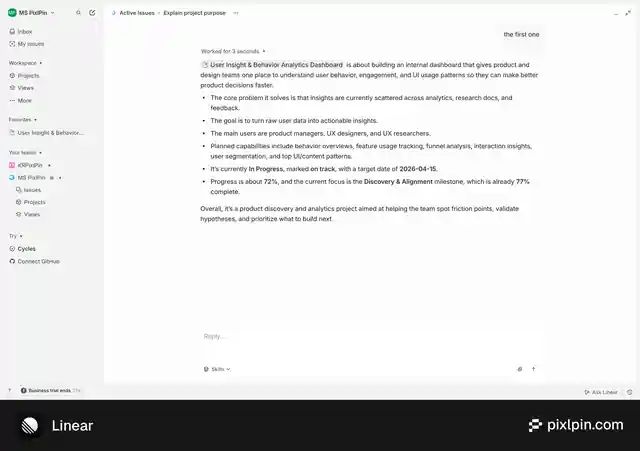 MS PixlPin
Active Issues › Explain project purpose
Inbox
My issues
the first one
Worked for 3 seconds
Workspace
Projects
Views
More
User Insight & Behavior Analytics Dashboard is about building an internal dashboard that gives product and
design teams one place to understand user behavior, engagement, and UI usage patterns so they can make better
product decisions faster.
• The core problem it solves is that insights are currently scattered across analytics, research docs, and
feedback.
• The goal is to turn raw user data into actionable insights.
• The main users are product managers, UX designers, and UX researchers.
• Planned capabilities include behavior overviews, feature usage tracking, funnel analysis, interaction insights,
user segmentation, and top UI/content patterns.
• It's currently In Progress, marked on track, with a target date of 2026-04-15.
• Progress is about 72%, and the current focus is the Discovery & Alignment milestone, which is already 77%
complete.
Overall, it's a product discovery and analytics project aimed at helping the team spot friction points, validate
hypotheses, and prioritize what to build next
Favorites
User Insight & Behavior...
Your teams
MS PixlPin
Issues
Projects
Views
Try
Cycles
Connect GitHub
Reply...
Skills
?
Business trial ends
Ask Linear
Linear
pixlpin.com